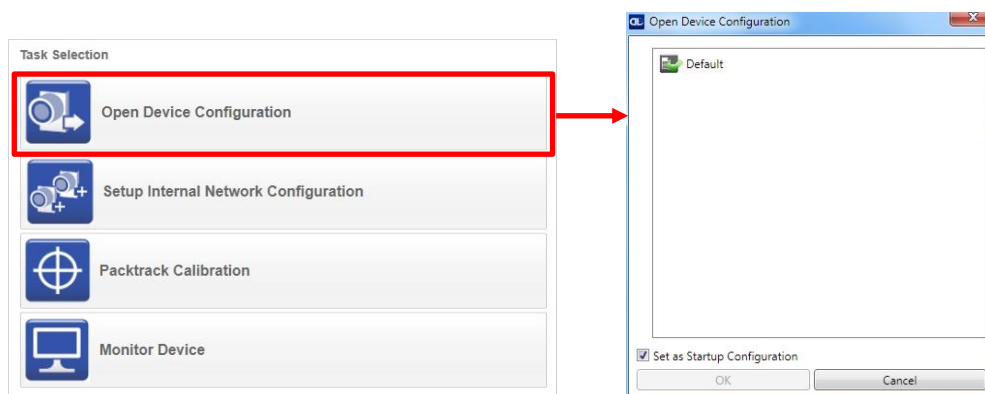 Task Selection
Open Device Configuration
Setup Internal Network Configuration
Packtrack Calibration
Monitor Device
Open Device Configuration
Default
Set as Startup Configuration
OK
Cancel